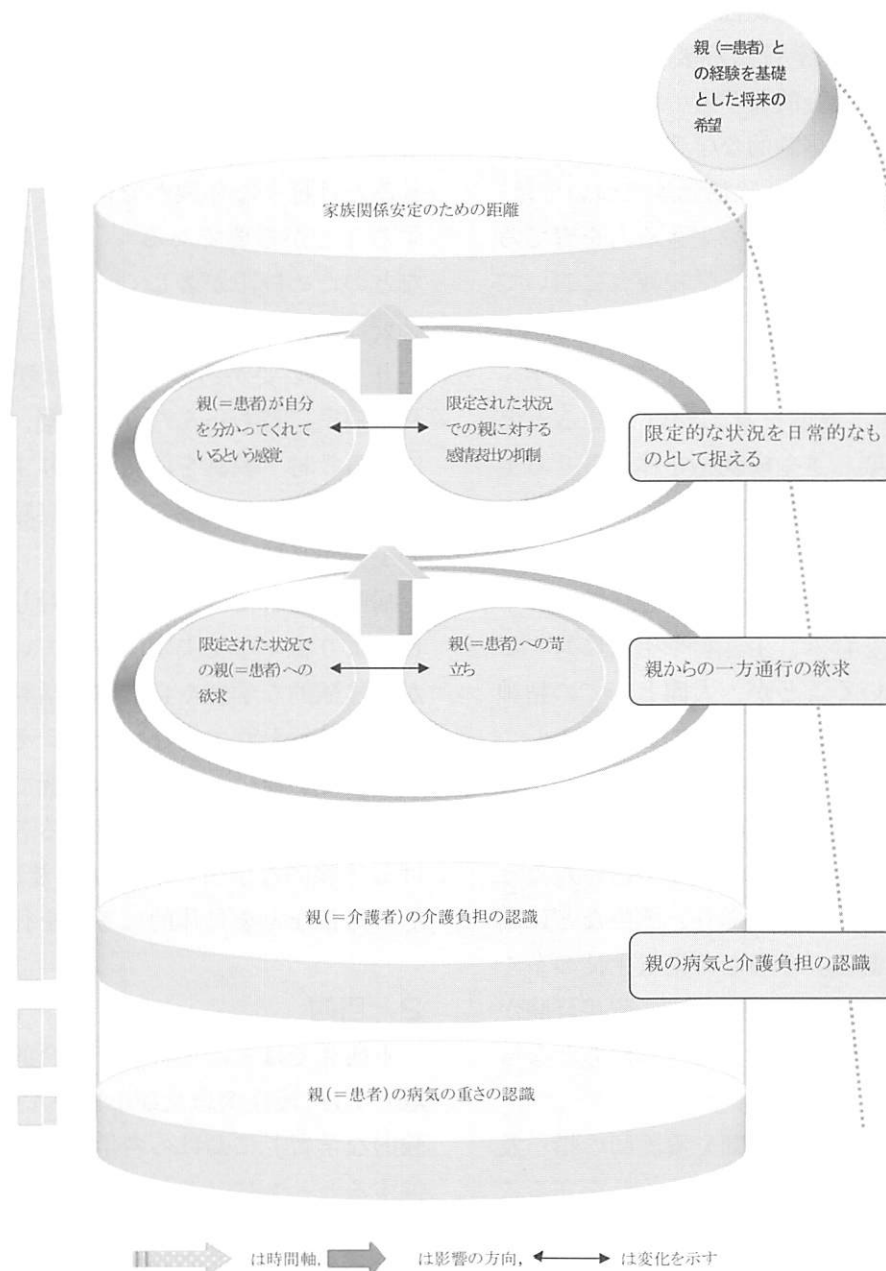 親(=患者)と
の経験を基礎
とした将来の
希望
家族関係安定のための距離
親(=患者)が自分
を分かってくれて
いるという感覚
限定された状況
での親に対する
感情表出の抑制
限定的な状況を日常的なも
のとして捉える
限定された状況で
の親(=患者)への
欲求
親(=患者)への苛
立ち
親からの一方通行の欲求
親(=介護者)の介護負担の認識
親の病気と介護負担の認識
親(=患者)の病気の重さの認識
は時間軸, は影響の方向, は変化を示す